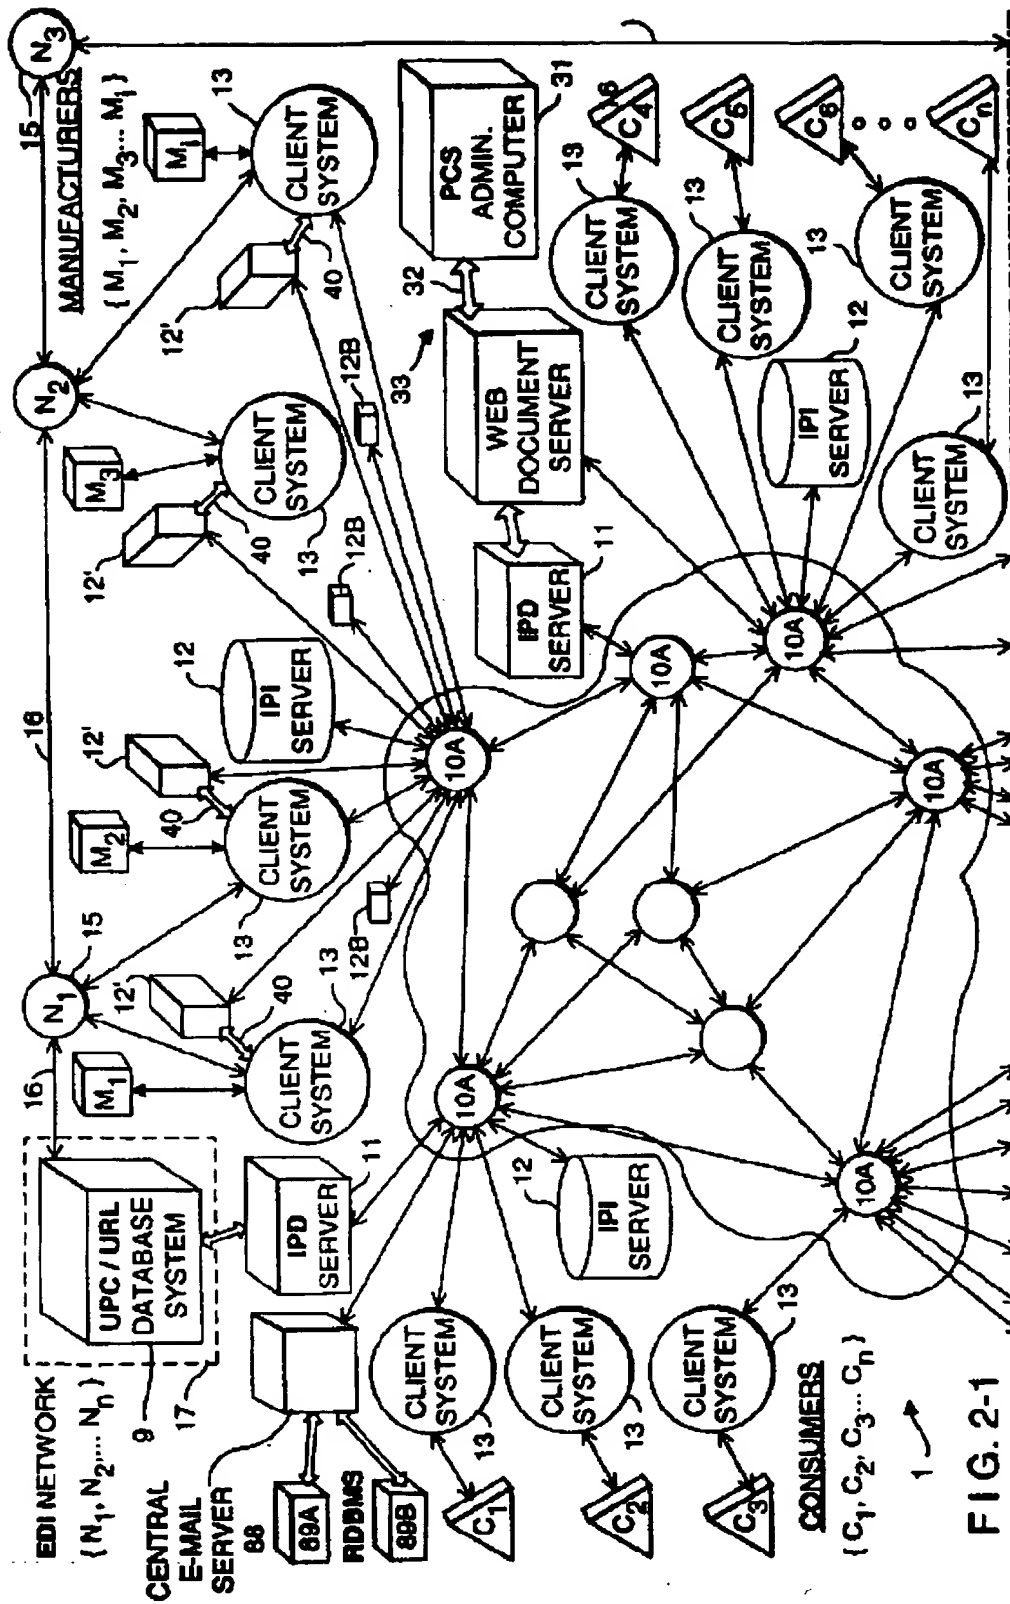 EDI NETWORK
{N1, N2,... Nn}
9
17
UPC / URL
DATABASE
SYSTEM
16
N1
15
16
N2
15
N3
MANUFACTURERS
{M1, M2, M3... Mi}
M1
M2
M3
Mi
12'
40
CLIENT
SYSTEM
13
12'
40
CLIENT
SYSTEM
13
12'
40
CLIENT
SYSTEM
13
12'
40
CLIENT
SYSTEM
13
12B
12B
12B
IPI
SERVER
12
CENTRAL
E-MAIL
SERVER
68
69A
RDBMS
69B
IPD
SERVER
11
10A
10A
10A
10A
10A
10A
IPD
SERVER
11
WEB
DOCUMENT
SERVER
33
32
PCS
ADMIN.
COMPUTER
31
C1
CLIENT
SYSTEM
13
C2
CLIENT
SYSTEM
13
C3
CLIENT
SYSTEM
13
IPI
SERVER
12
CLIENT
SYSTEM
13
C4
CLIENT
SYSTEM
13
C5
CLIENT
SYSTEM
13
C6
IPI
SERVER
12
CLIENT
SYSTEM
13
Cn
CONSUMERS
{C1, C2, C3... Cn}
1
FIG. 2-1